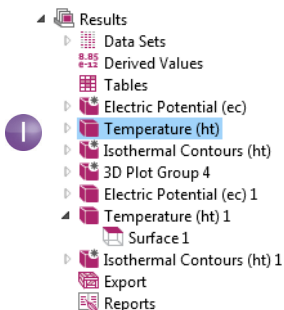 Results
Data Sets
8.85
e-12 Derived Values
Tables
Electric Potential (ec)
1 Temperature (ht)
Isothermal Contours (ht)
3D Plot Group 4
Electric Potential (ec) 1
Temperature (ht) 1
Surface 1
Isothermal Contours (ht) 1
Export
Reports